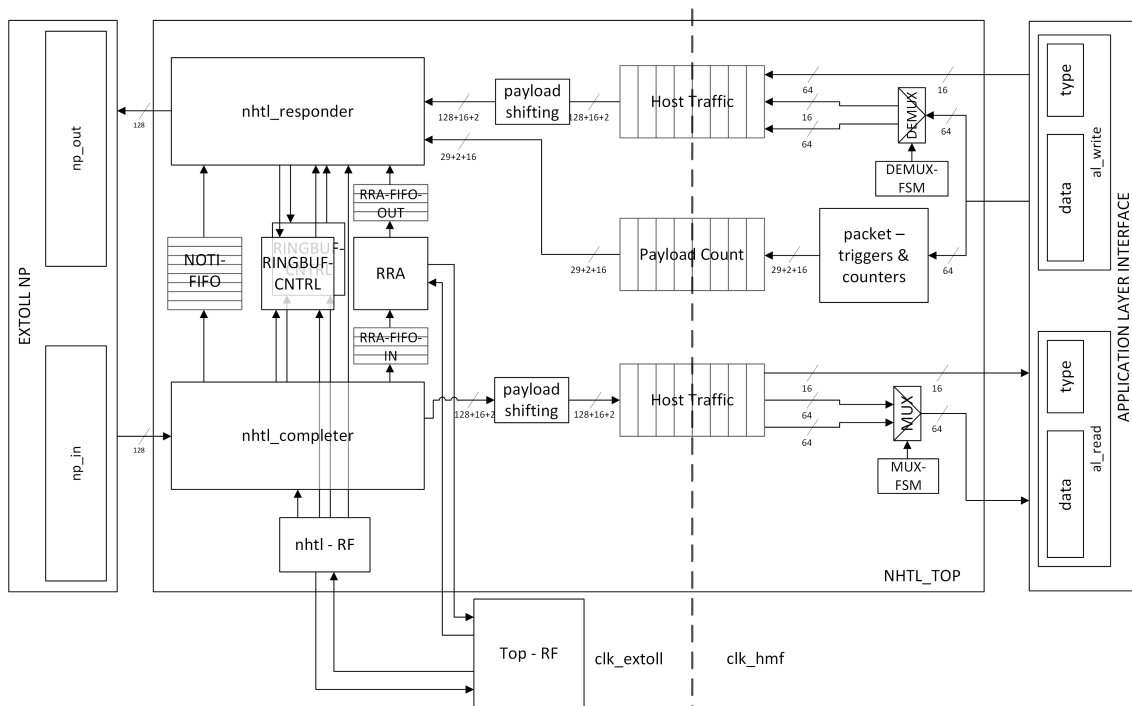 EXTOLL NP
np_out
np_in
128
128
nhtl_responder
128+16+2
29+2+16
payload
shifting
128+16+2
Host Traffic
64
16
64
16
DEMUX
64
DEMUX-
FSM
NOTI-
FIFO
RINGBUF-
CNTRL
RINGBUF-
CNTRL
RRA-FIFO-
OUT
RRA
RRA-FIFO-
IN
29+2+16
Payload Count
29+2+16
packet –
triggers &
counters
64
nhtl_completer
128+16+2
payload
shifting
128+16+2
Host Traffic
16
64
64
16
MUX
64
MUX-
FSM
nhtl - RF
NHTL_TOP
Top - RF
clk_extoll
clk_hmf
type
data
al_write
type
data
al_read
APPLICATION LAYER INTERFACE